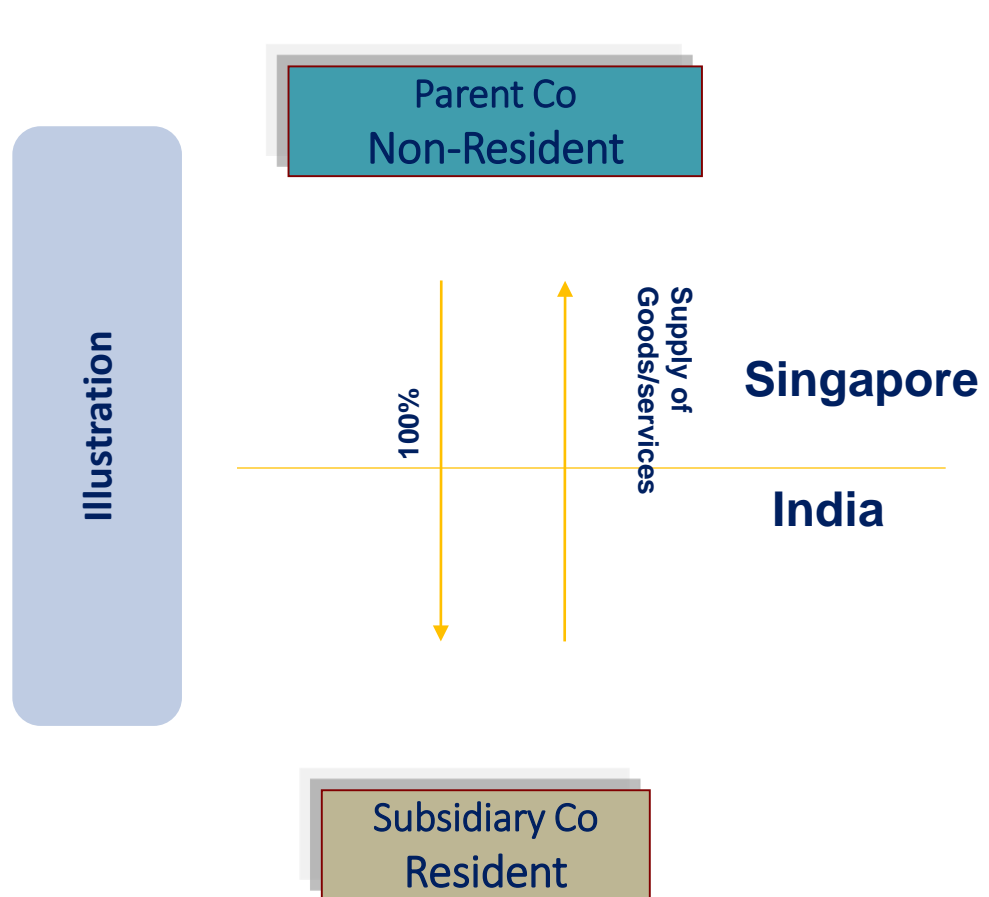 Parent Co
Non-Resident
Illustration
100%
Supply of
Goods/services
Singapore
India
Subsidiary Co
Resident